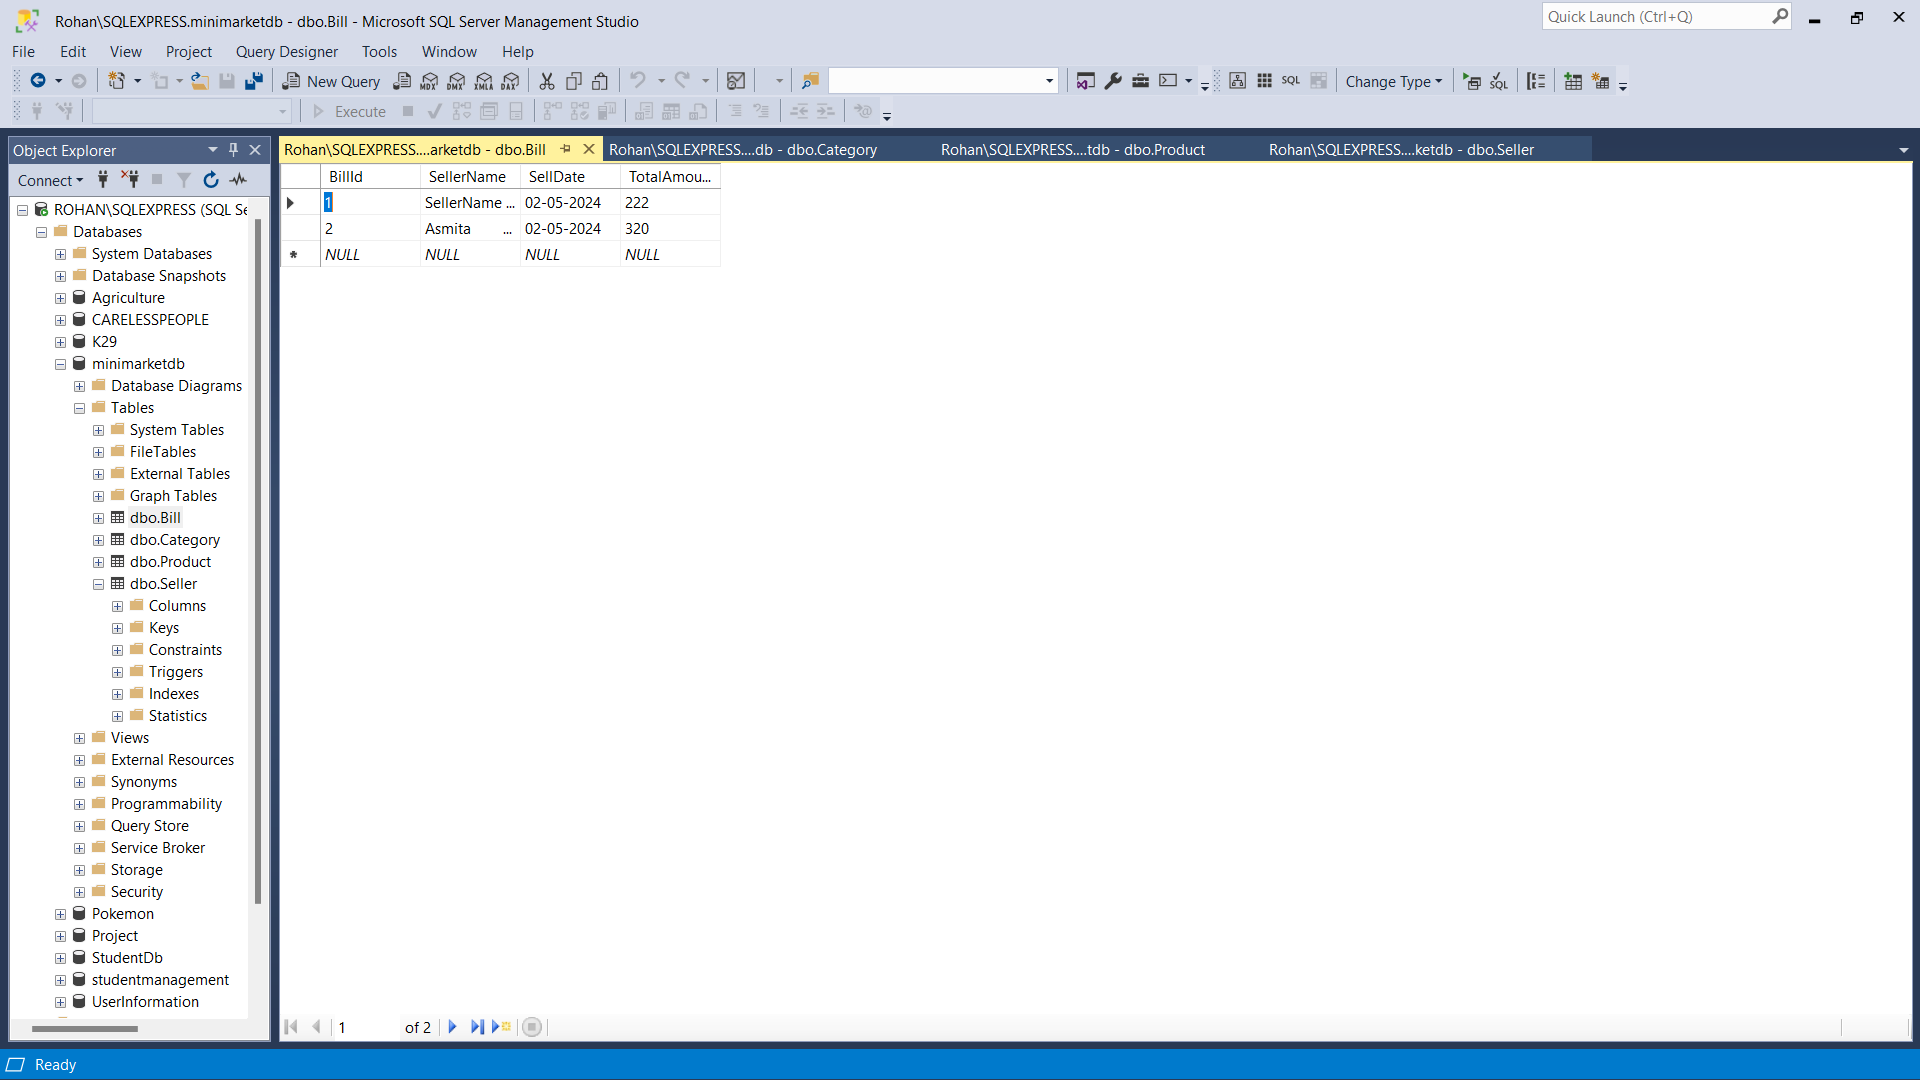 Rohan\SQLEXPRESS.minimarketdb - dbo.Bill - Microsoft SQL Server Management Studio
Quick Launch (Ctrl+Q)
File Edit View Project Query Designer Tools Window Help
New Query MDX DMX XMLA DAX SQL Change Type SQL
Execute
Object Explorer
Connect
ROHAN\SQLEXPRESS (SQL Se
Databases
System Databases
Database Snapshots
Agriculture
CARELESSPEOPLE
K29
minimarketdb
Database Diagrams
Tables
System Tables
FileTables
External Tables
Graph Tables
dbo.Bill
dbo.Category
dbo.Product
dbo.Seller
Columns
Keys
Constraints
Triggers
Indexes
Statistics
Views
External Resources
Synonyms
Programmability
Query Store
Service Broker
Storage
Security
Pokemon
Project
StudentDb
studentmanagement
UserInformation
Rohan\SQLEXPRESS....arketdb - dbo.Bill Rohan\SQLEXPRESS....db - dbo.Category Rohan\SQLEXPRESS....tdb - dbo.Product Rohan\SQLEXPRESS....ketdb - dbo.Seller
BillId SellerName SellDate TotalAmou...
1 SellerName ... 02-05-2024 222
2 Asmita ... 02-05-2024 320
NULL NULL NULL NULL
1 of 2
Ready